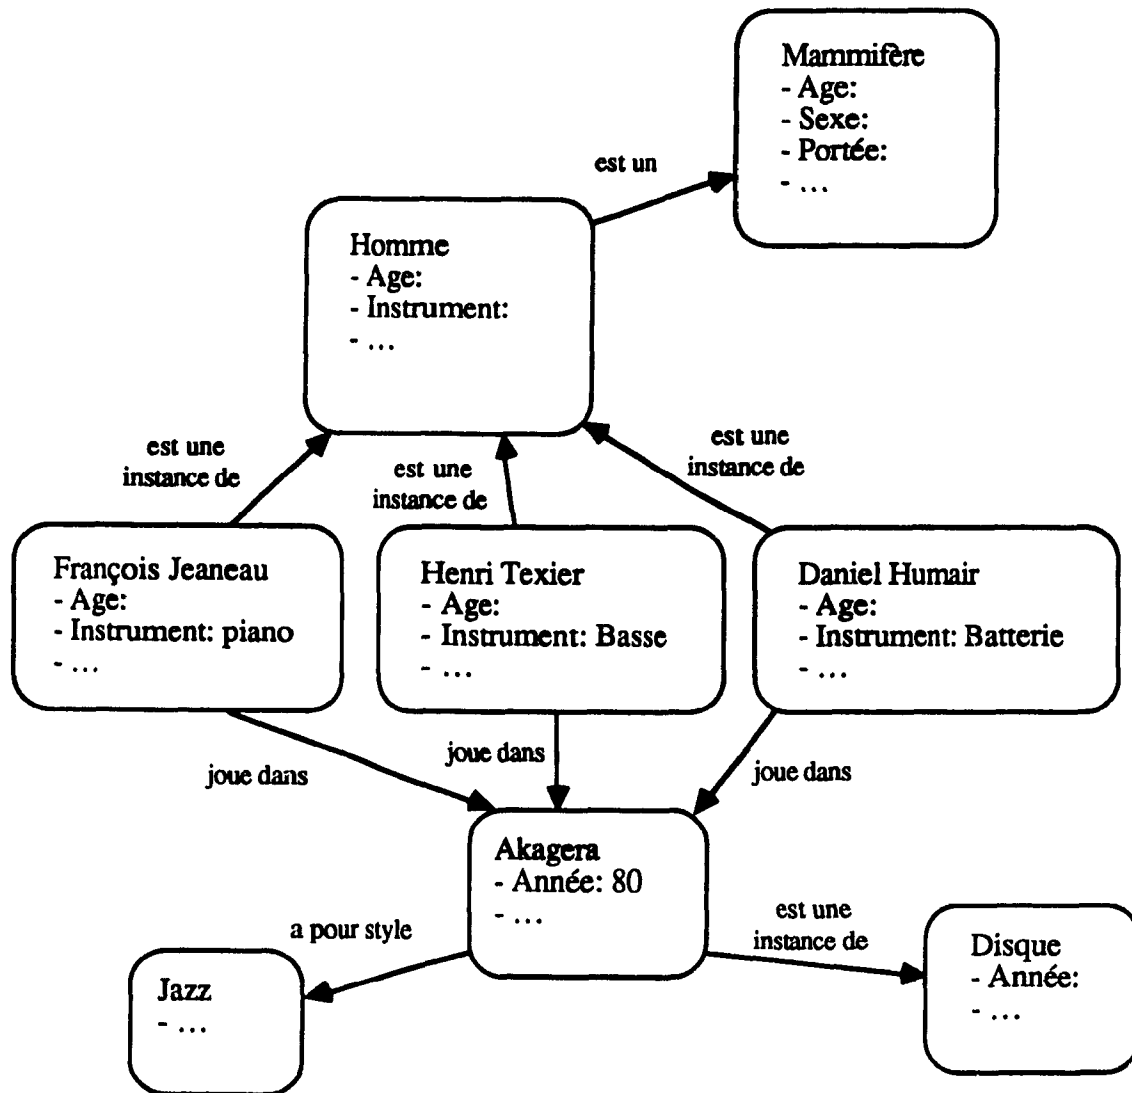 Mammifère
- Age:
- Sexe:
- Portée:
- ...
est un
Homme
- Age:
- Instrument:
- ...
est une
instance de
est une
instance de
est une
instance de
François Jeaneau
- Age:
- Instrument: piano
- ...
Henri Texier
- Age:
- Instrument: Basse
- ...
Daniel Humair
- Age:
- Instrument: Batterie
- ...
joue dans
joue dans
joue dans
Akagera
- Année: 80
- ...
a pour style
est une
instance de
Jazz
- ...
Disque
- Année:
- ...